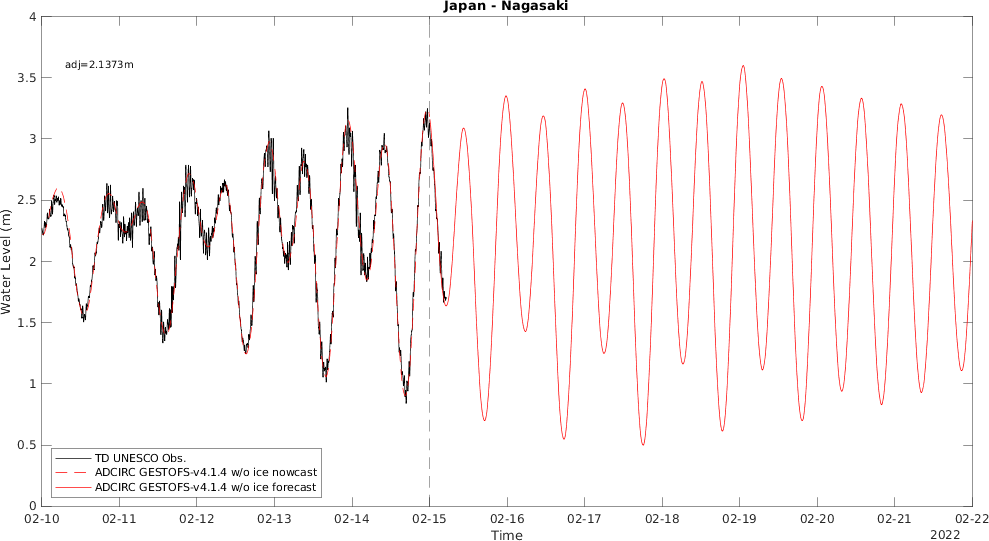 Japan - Nagasaki
4
adj=2.1373m
3.5
3
2.5
Water Level (m)
2
1.5
1
0.5
0
TD UNESCO Obs.
ADCIRC GESTOFS-v4.1.4 w/o ice nowcast
ADCIRC GESTOFS-v4.1.4 w/o ice forecast
02-10 02-11 02-12 02-13 02-14 02-15 02-16 02-17 02-18 02-19 02-20 02-21 02-22
Time
2022